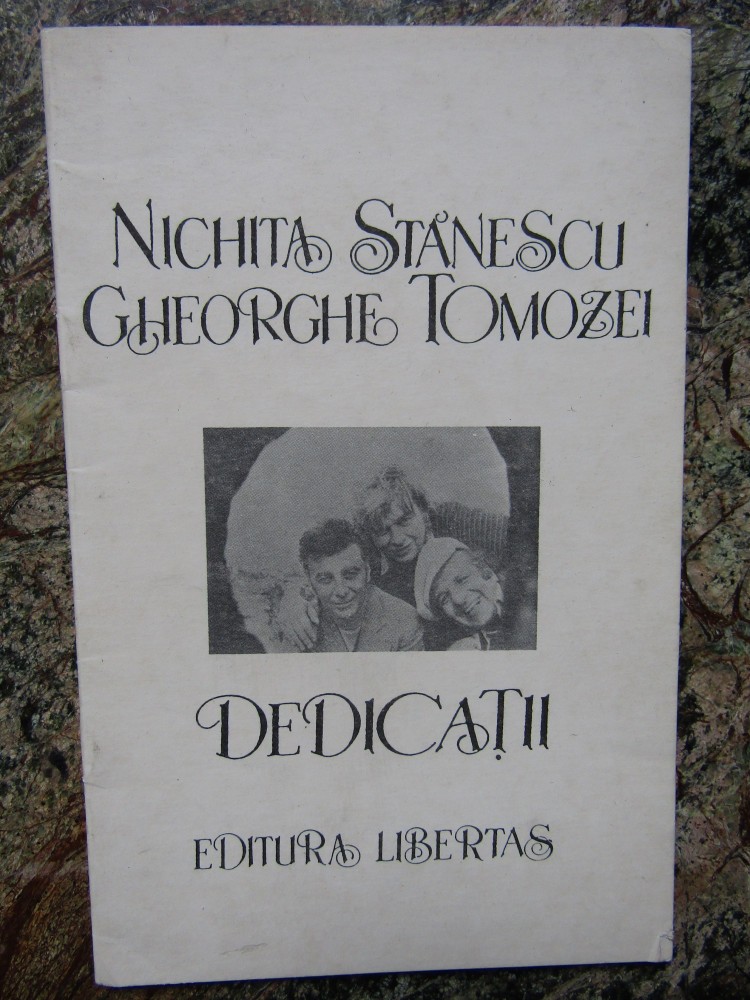 NICHITA STĂNESCU
GHEORGHE TOMOZEI
DEDICAȚII
EDITURA LIBERTAS